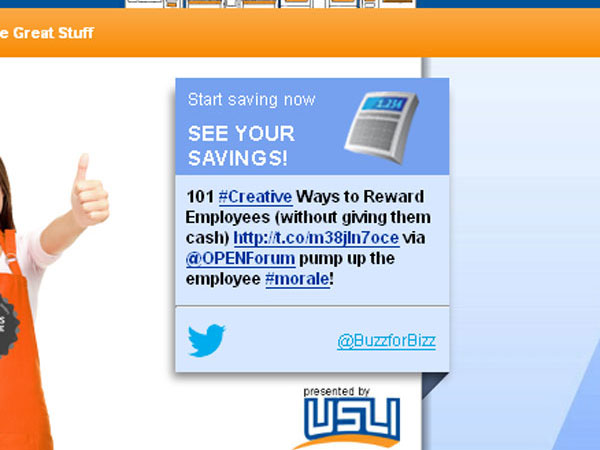 e Great Stuff
Start saving now
1,234
SEE YOUR
SAVINGS!
101 #Creative Ways to Reward
Employees (without giving them
cash) http://t.co/m38jln7oce via
@OPENForum pump up the
employee #morale!
@BuzzforBizz
presented by
USLI